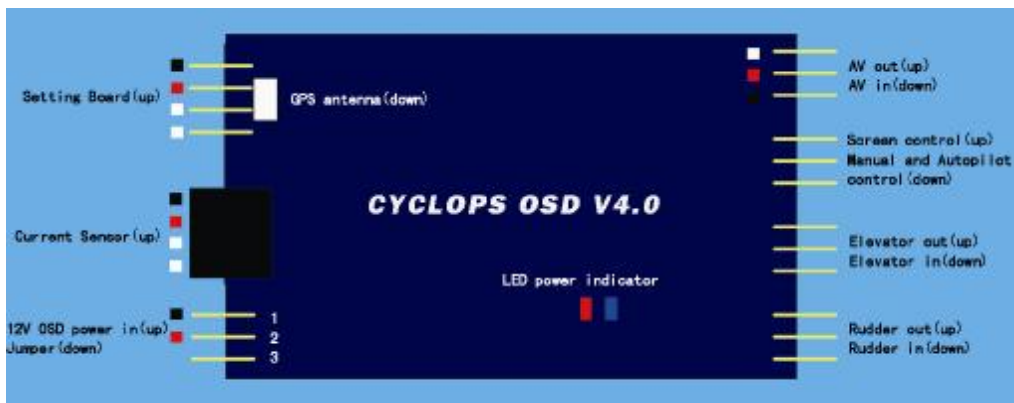 Setting Board(up)
GPS antenna(down)
AV out(up)
AV in(down)
Screen control(up)
Manual and Autopilot
control(down)
CYCLOPS OSD V4.0
Current Sensor(up)
Elevator out(up)
Elevator in(down)
LED power indicator
12V OSD power in(up)
Jumper(down)
1
2
3
Rudder out(up)
Rudder in(down)